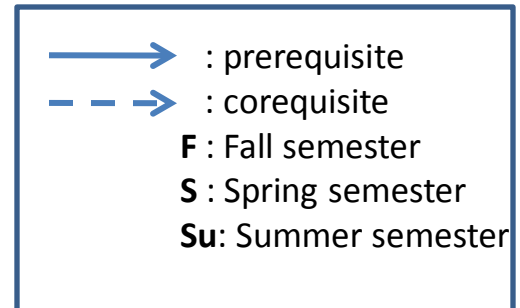 : prerequisite
: corequisite
F : Fall semester
S : Spring semester
Su: Summer semester